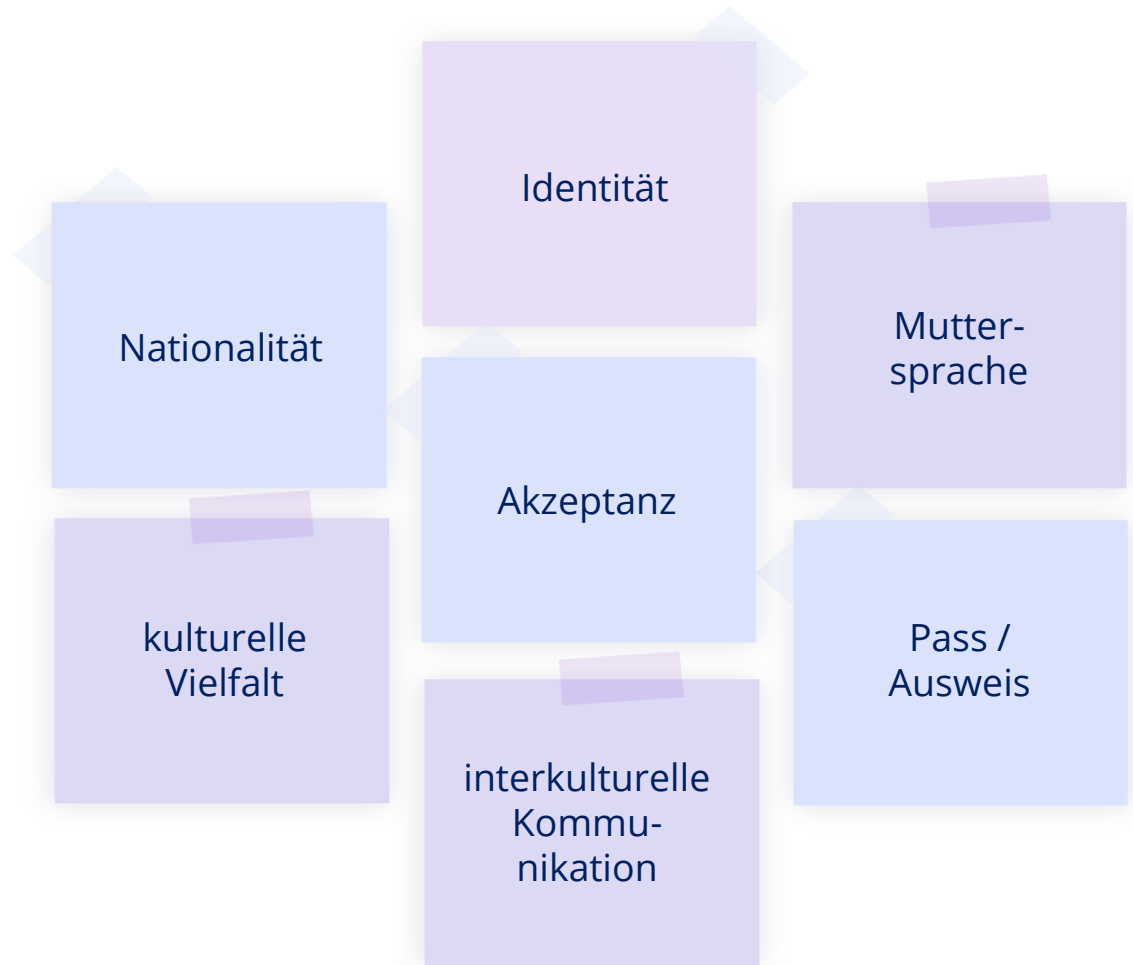 Identität
Nationalität
Mutter-
sprache
Akzeptanz
kulturelle
Vielfalt
Pass /
Ausweis
interkulturelle
Kommu-
nikation